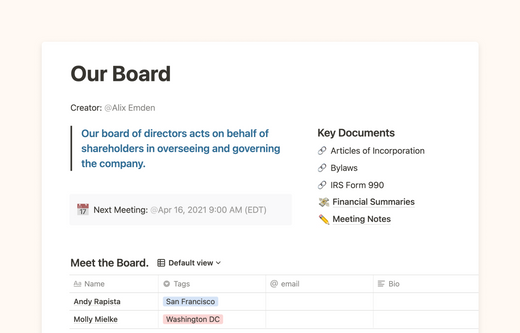 Our Board
Creator: @Alix Emden
Our board of directors acts on behalf of
shareholders in overseeing and governing
the company.
Next Meeting: @Apr 16, 2021 9:00 AM (EDT)
Key Documents
Articles of Incorporation
Bylaws
IRS Form 990
Financial Summaries
Meeting Notes
Meet the Board. Default view
Aa Name Tags @ email Bio
Andy Rapista San Francisco
Molly Mielke Washington DC